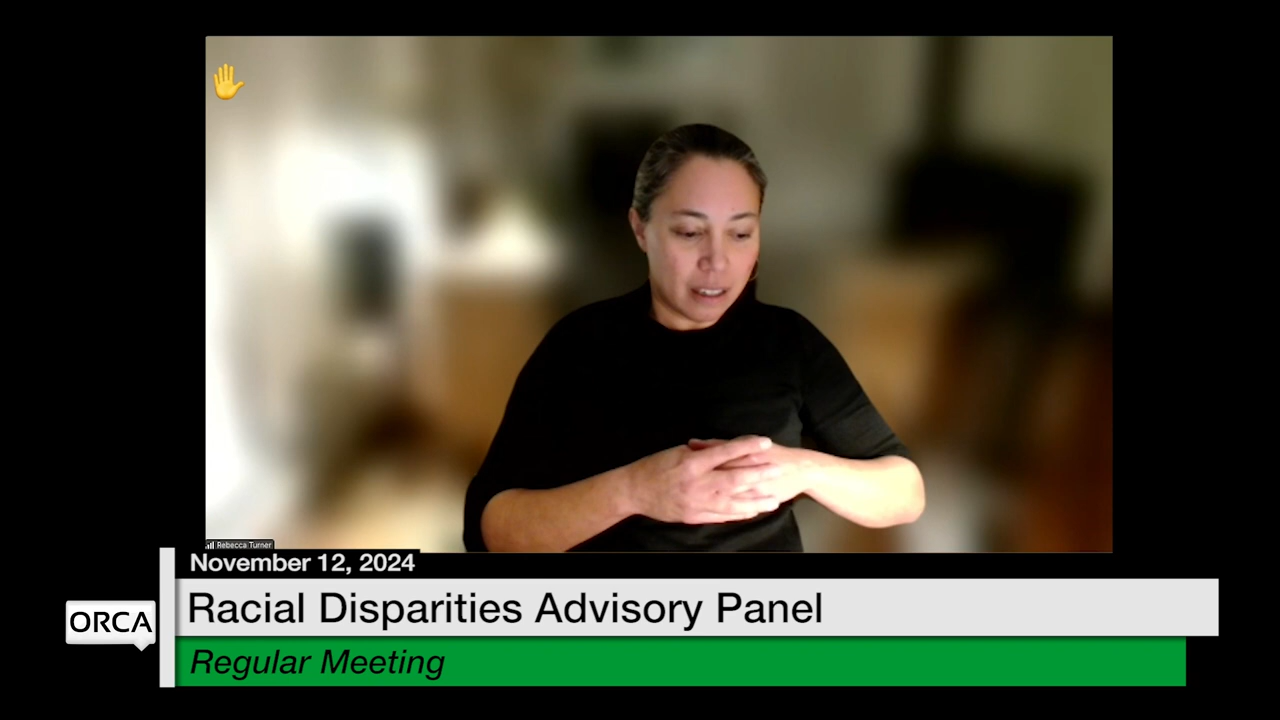 Rebecca Turner
November 12, 2024
Racial Disparities Advisory Panel
ORCA
Regular Meeting